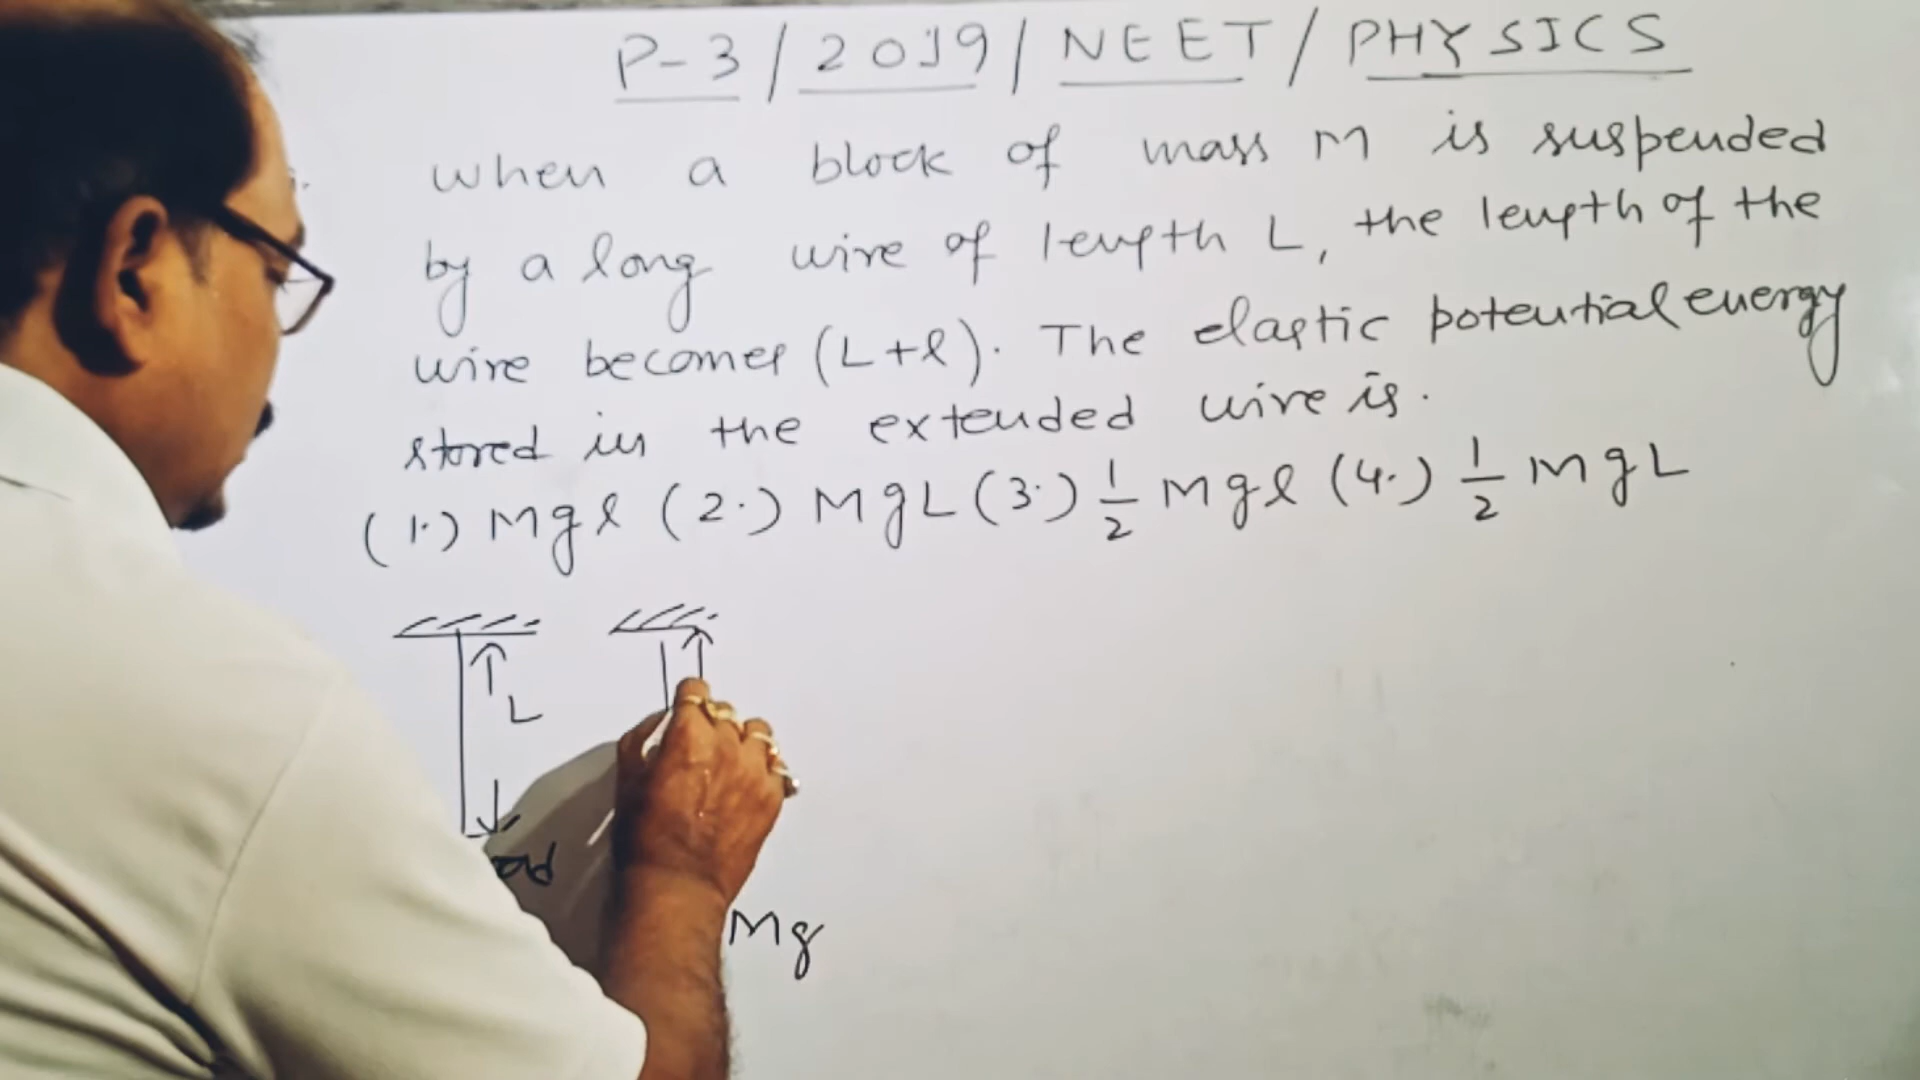 P-3/2019/NEET/PHYSICS
when a block of mass M is suspended
by a long wire of length L, the length of the
wire becomes (L+l). The elastic potential energy
stored in the extended wire is.
(1.) Mgl (2.) MgL (3.) 1/2 Mgl (4.) 1/2 MgL
L
Mg